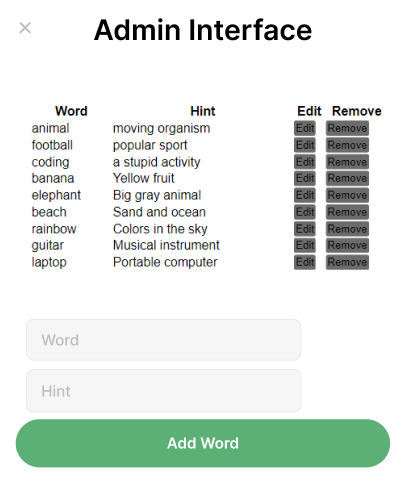 Admin Interface
Word Hint Edit Remove
animal moving organism Edit Remove
football popular sport Edit Remove
coding a stupid activity Edit Remove
banana Yellow fruit Edit Remove
elephant Big gray animal Edit Remove
beach Sand and ocean Edit Remove
rainbow Colors in the sky Edit Remove
guitar Musical instrument Edit Remove
laptop Portable computer Edit Remove
Word
Hint
Add Word